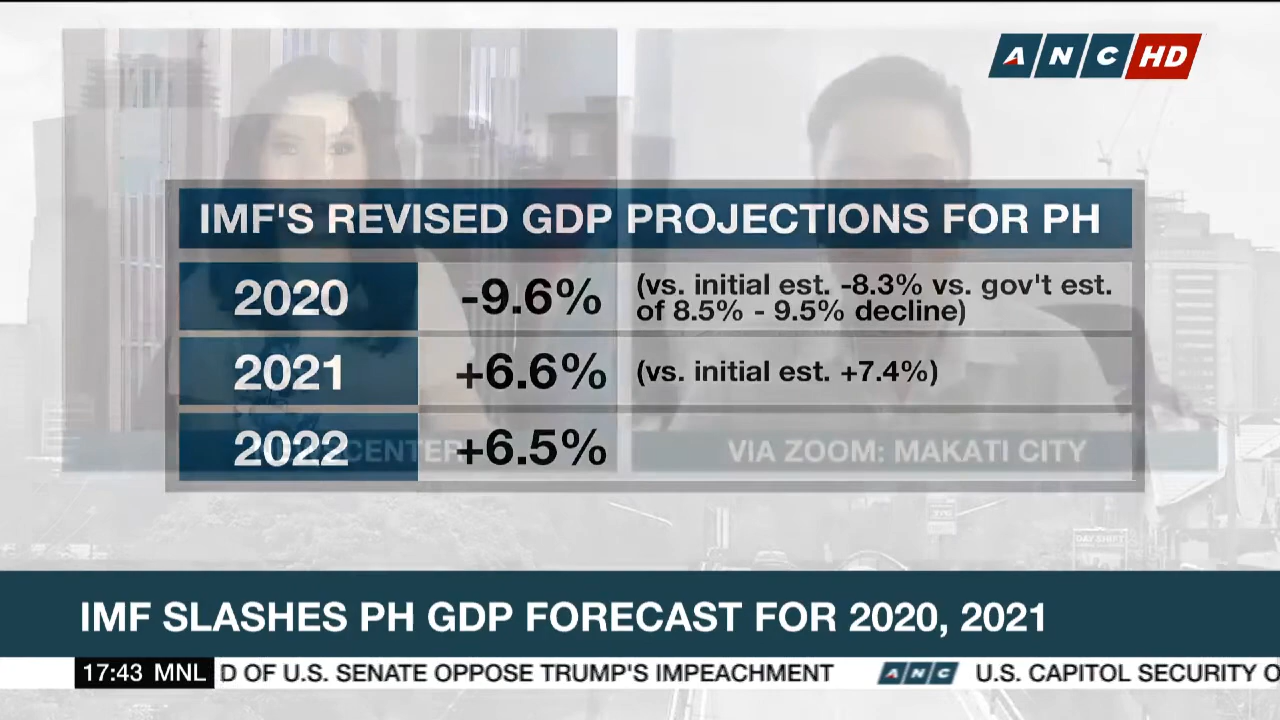 ANC HD
IMF'S REVISED GDP PROJECTIONS FOR PH
2020 -9.6% (vs. initial est. -8.3% vs. gov't est.
of 8.5% - 9.5% decline)
2021 +6.6% (vs. initial est. +7.4%)
2022 +6.5%
CENTER
VIA ZOOM: MAKATI CITY
DAY SHIFT
IMF SLASHES PH GDP FORECAST FOR 2020, 2021
17:43 MNL D OF U.S. SENATE OPPOSE TRUMP'S IMPEACHMENT ANC U.S. CAPITOL SECURITY O